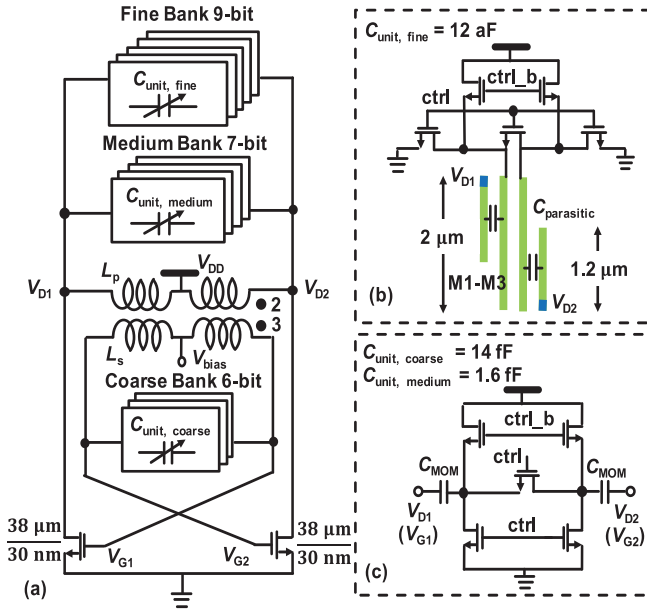 Fine Bank 9-bit
C_unit, fine
Medium Bank 7-bit
C_unit, medium
L_p
V_DD
V_D1
V_D2
2
3
L_s
V_bias
Coarse Bank 6-bit
C_unit, coarse
38 µm
30 nm
V_G1
V_G2
38 µm
30 nm
(a)
C_unit, fine = 12 aF
ctrl_b
ctrl
V_D1
C_parasitic
2 µm
1.2 µm
M1-M3
V_D2
(b)
C_unit, coarse = 14 fF
C_unit, medium = 1.6 fF
ctrl_b
ctrl
C_MOM
C_MOM
V_D1
(V_G1)
ctrl
V_D2
(V_G2)
(c)